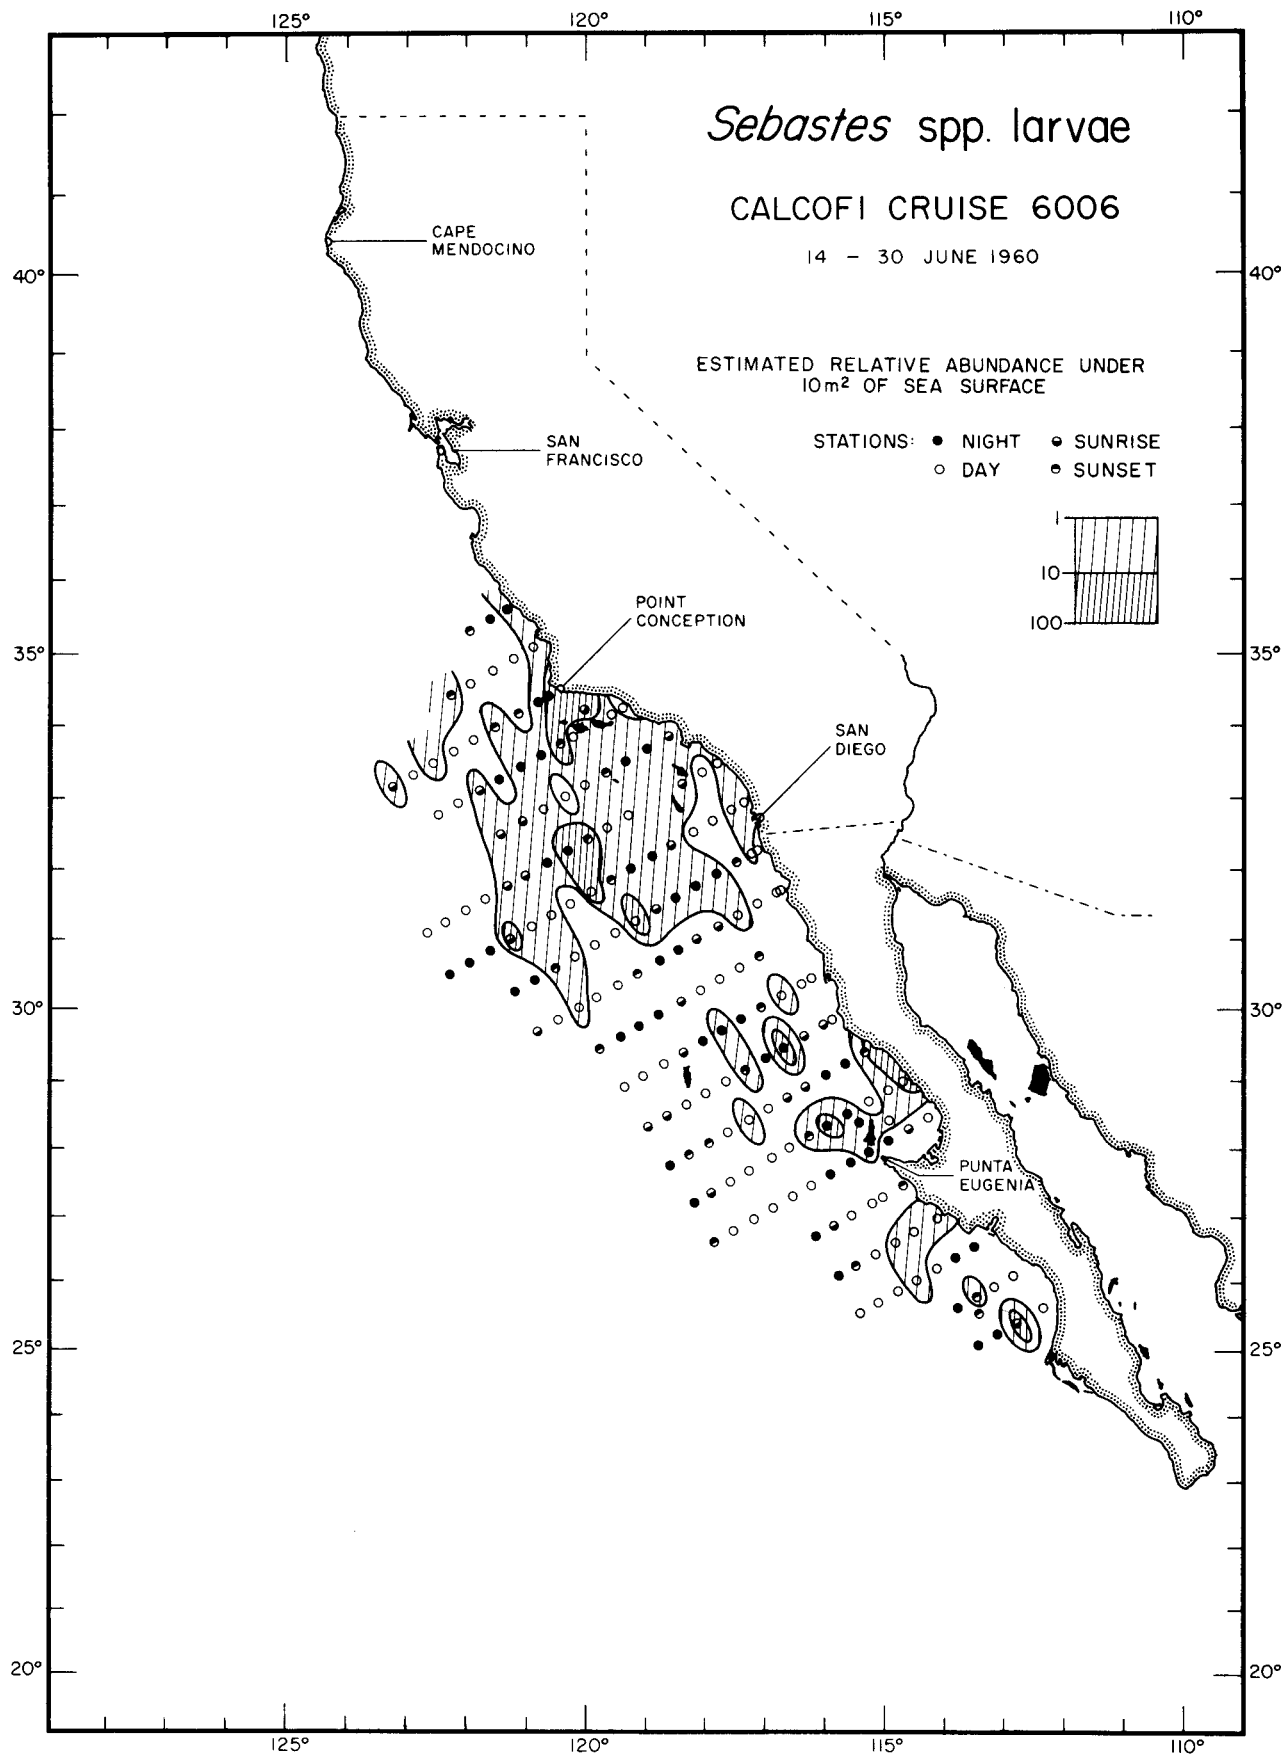 125° 120° 115° 110°
Sebastes spp. larvae
CALCOFI CRUISE 6006
14 – 30 JUNE 1960
CAPE
MENDOCINO
40° 40°
ESTIMATED RELATIVE ABUNDANCE UNDER
10m² OF SEA SURFACE
STATIONS: ● NIGHT ◒ SUNRISE
○ DAY ◓ SUNSET
SAN
FRANCISCO
1
10
100
POINT
CONCEPTION
35° 35°
SAN
DIEGO
30° 30°
PUNTA
EUGENIA
25° 25°
20° 20°
125° 120° 115° 110°